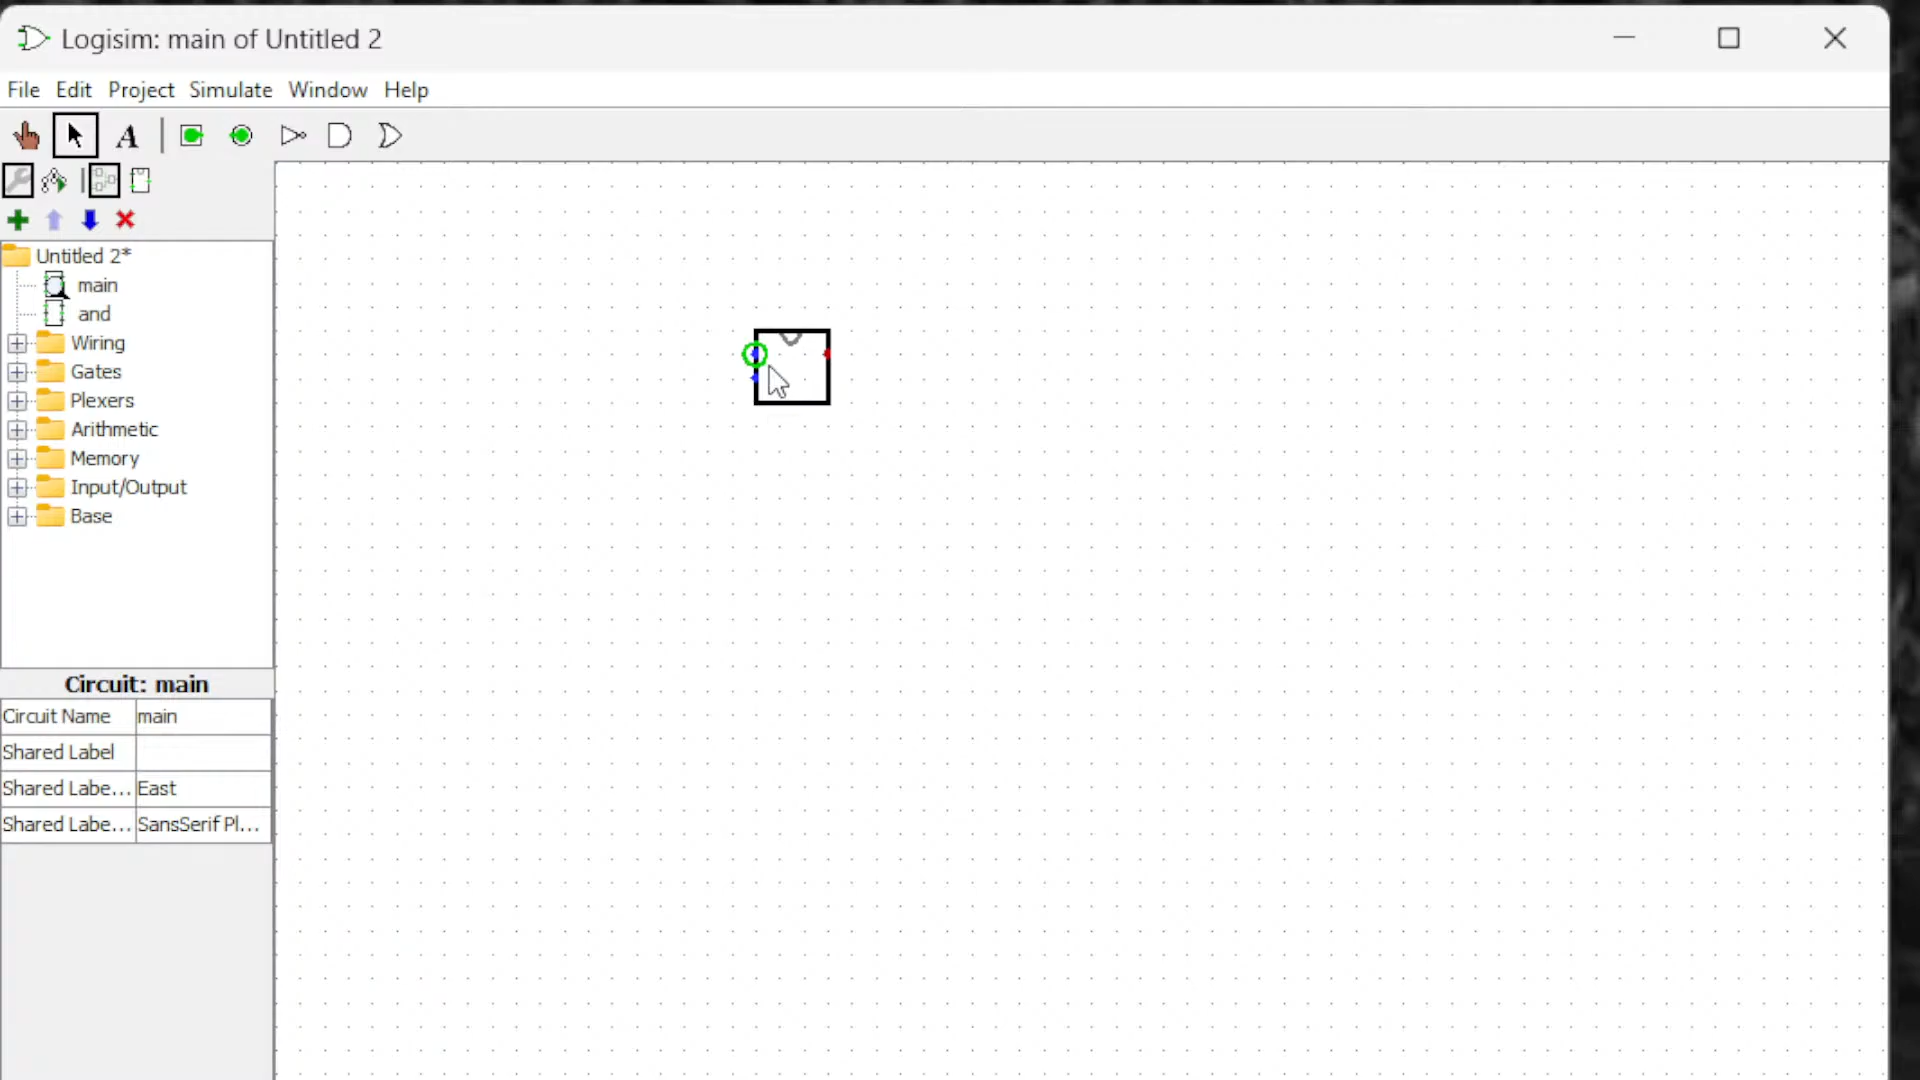 Logisim: main of Untitled 2
File Edit Project Simulate Window Help
A
Untitled 2*
main
and
Wiring
Gates
Plexers
Arithmetic
Memory
Input/Output
Base
Circuit: main
Circuit Name main
Shared Label
Shared Labe... East
Shared Labe... SansSerif Pl...